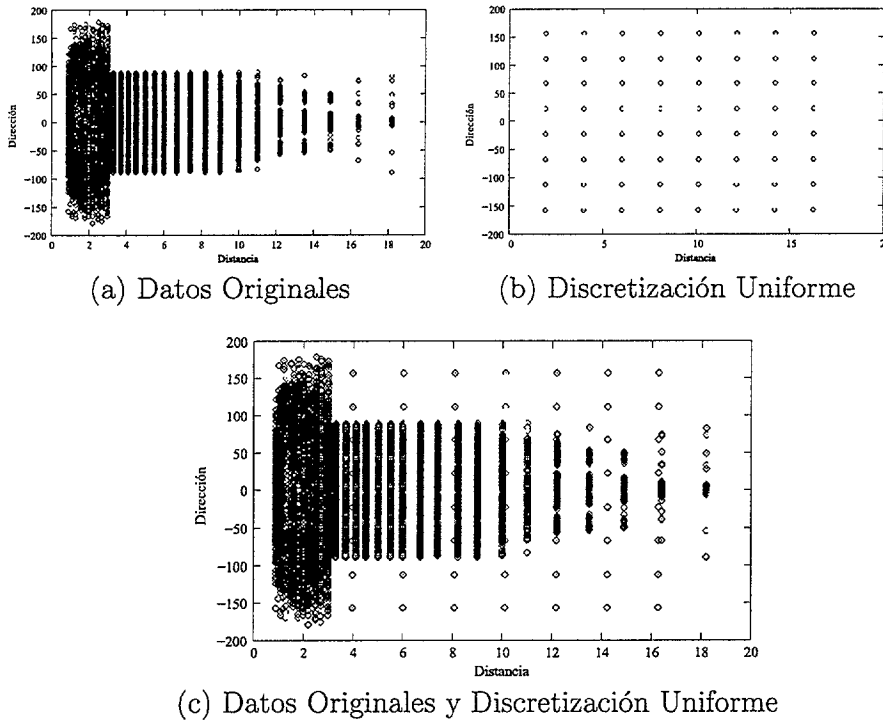 200
150
100
50
0
−50
−100
−150
−200
Dirección
0 2 4 6 8 10 12 14 16 18 20
Distancia
(a) Datos Originales
200
150
100
50
0
−50
−100
−150
−200
Dirección
0 5 10 15 2
Distancia
(b) Discretización Uniforme
200
150
100
50
0
−50
−100
−150
−200
Dirección
0 2 4 6 8 10 12 14 16 18 20
Distancia
(c) Datos Originales y Discretización Uniforme